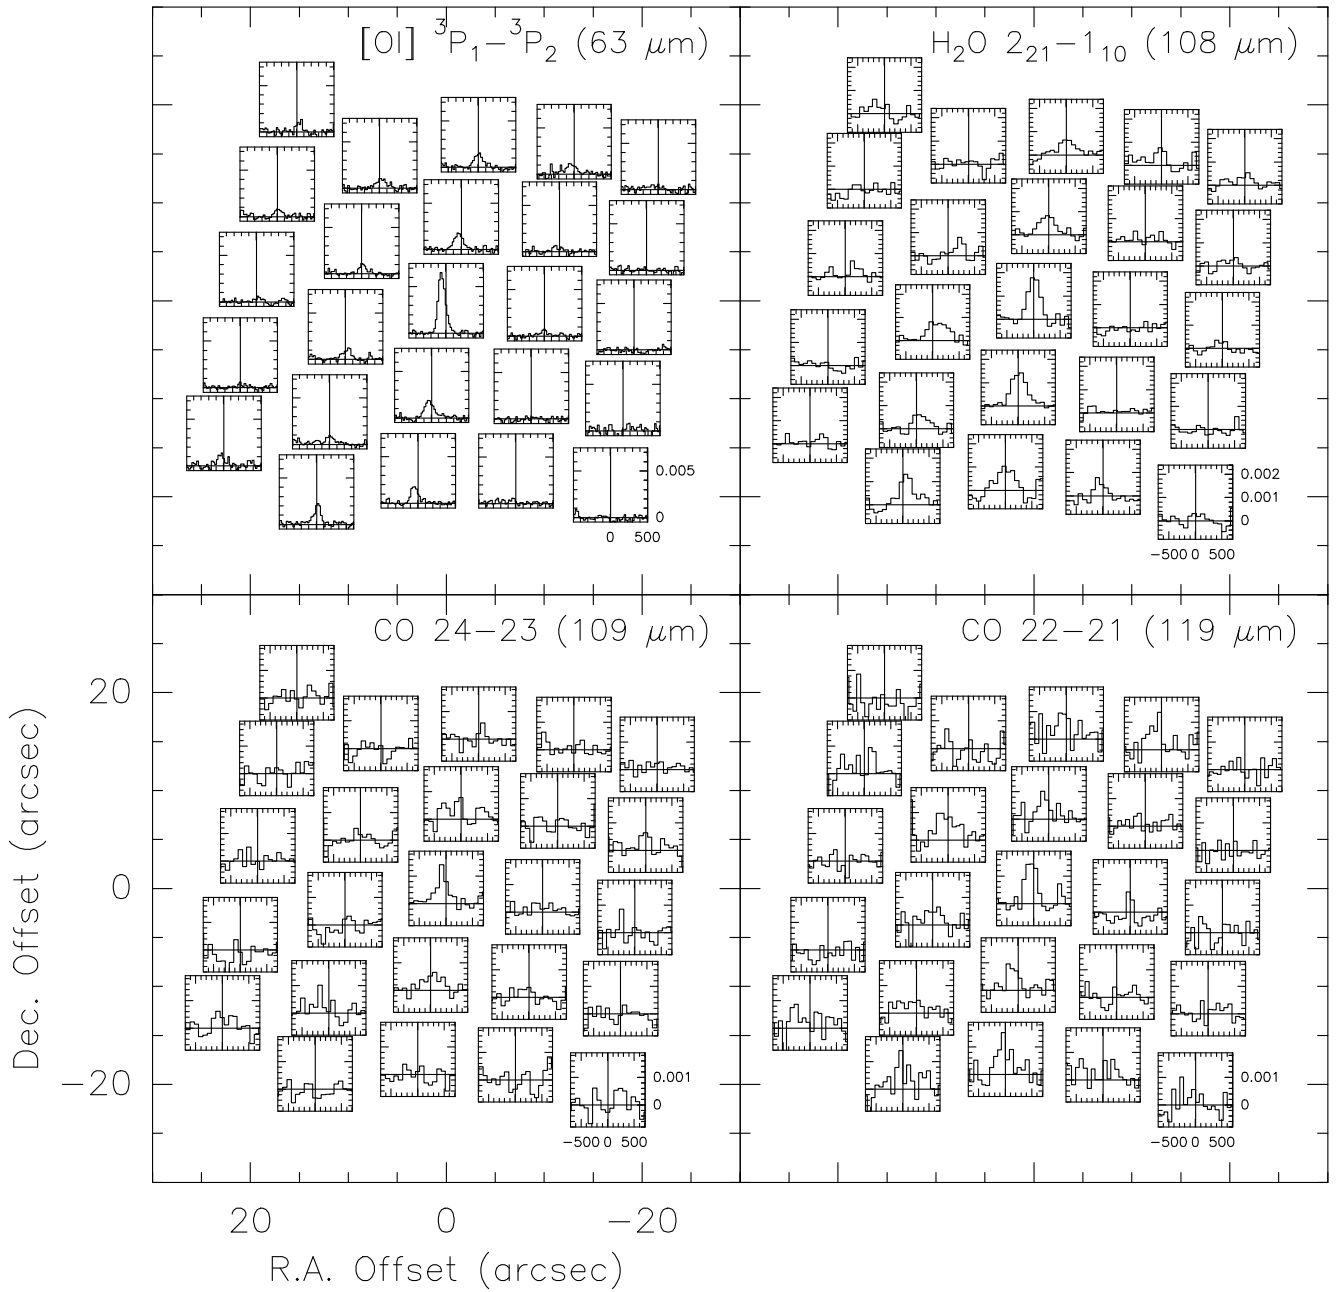 [OI] ³P₁−³P₂ (63 μm)
H₂O 2₂₁−1₁₀ (108 μm)
0.005
0
0 500
0.002
0.001
0
−500 0 500
CO 24−23 (109 μm)
CO 22−21 (119 μm)
20
0
−20
Dec. Offset (arcsec)
0.001
0
−500 0 500
0.001
0
−500 0 500
20 0 −20
R.A. Offset (arcsec)